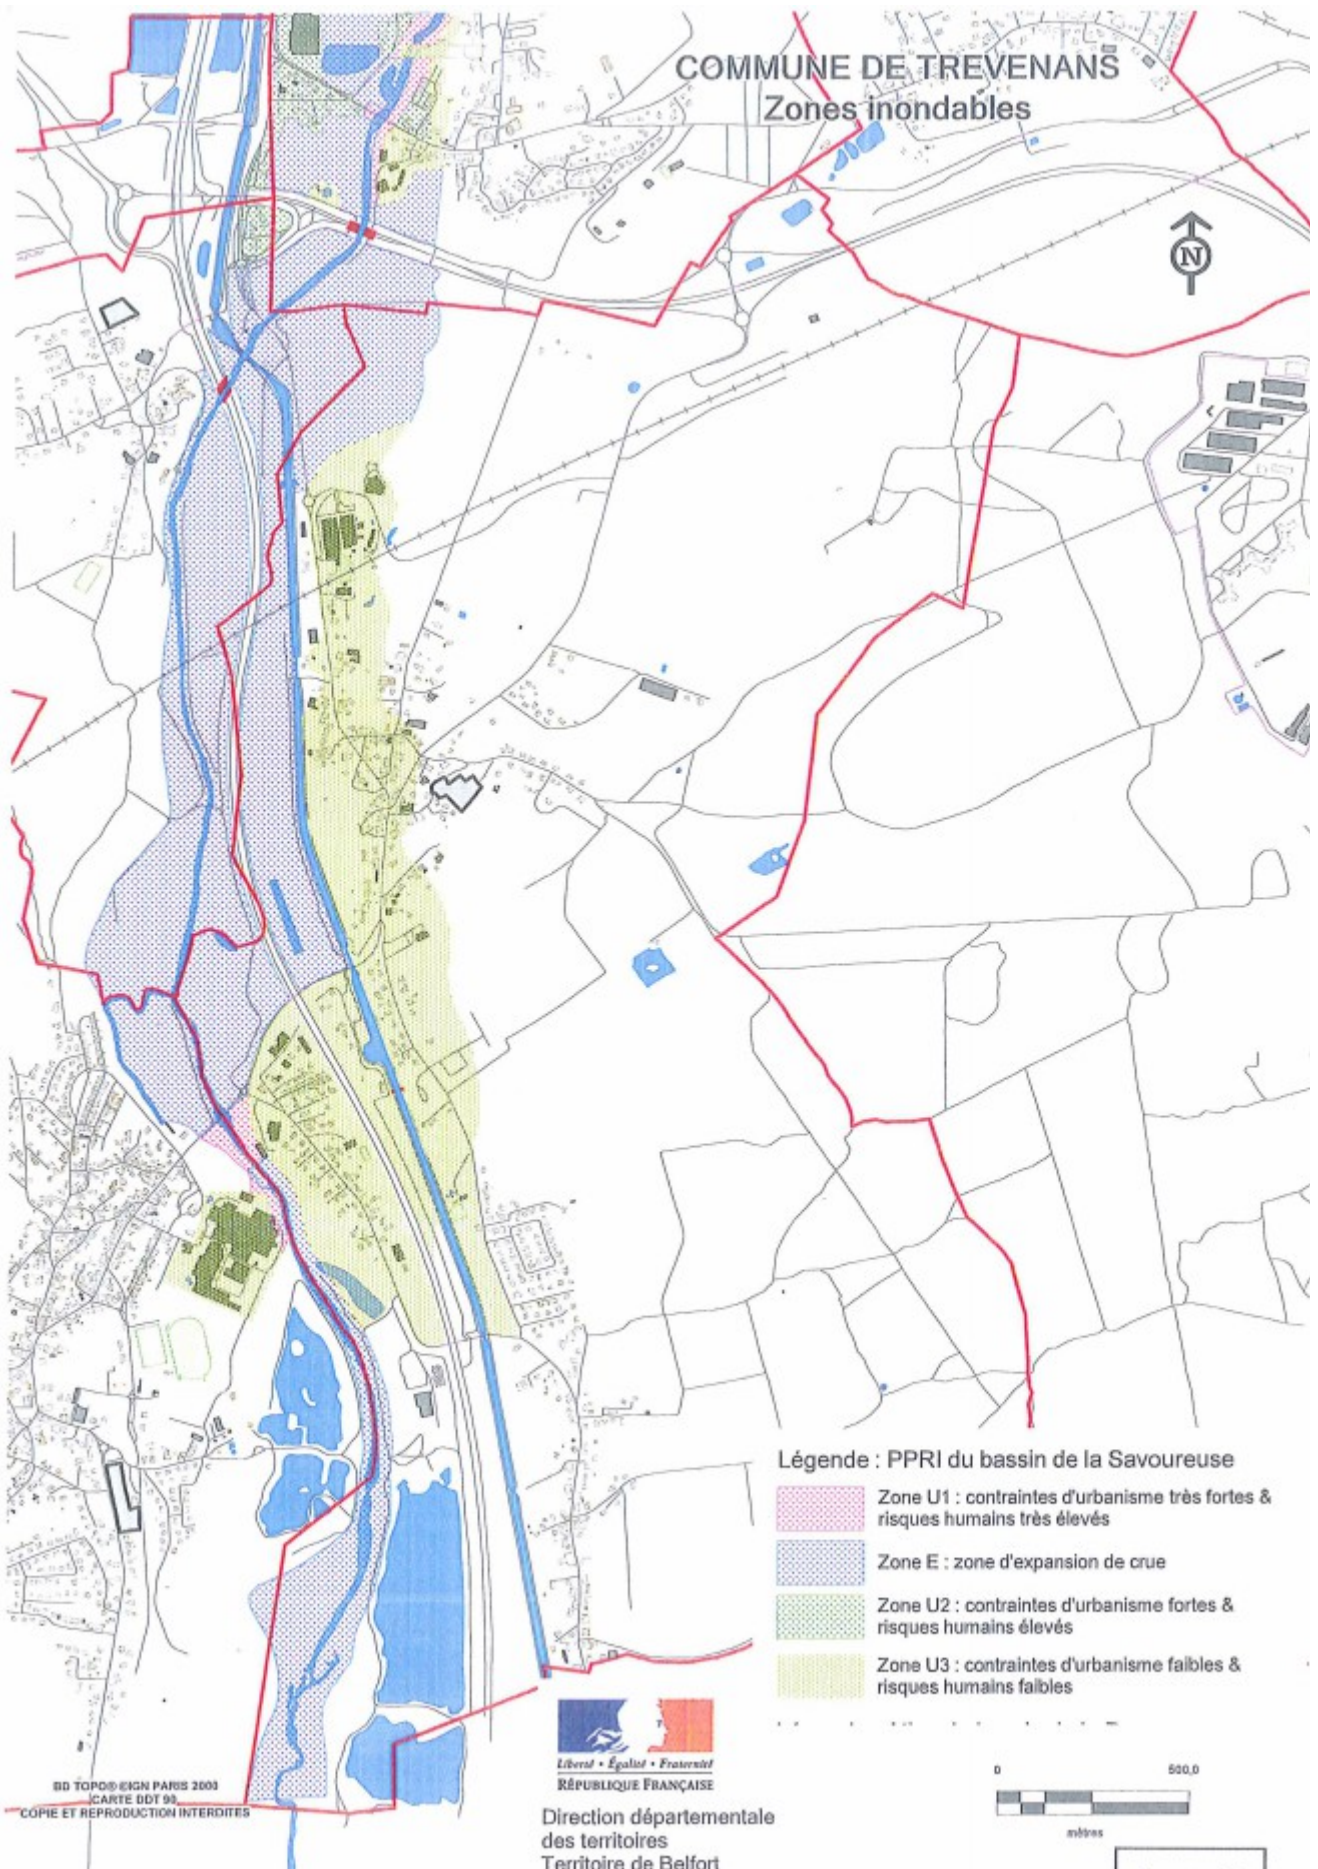 COMMUNE DE TREVENANS
Zones inondables
N
Légende : PPRI du bassin de la Savoureuse
Zone U1 : contraintes d'urbanisme très fortes &
risques humains très élevés
Zone E : zone d'expansion de crue
Zone U2 : contraintes d'urbanisme fortes &
risques humains élevés
Zone U3 : contraintes d'urbanisme faibles &
risques humains faibles
Liberté • Égalité • Fraternité
RÉPUBLIQUE FRANÇAISE
BD TOPO® ©IGN PARIS 2000
CARTE DDT 90
COPIE ET REPRODUCTION INTERDITES
Direction départementale
des territoires
Territoire de Belfort
0 500,0
mètres